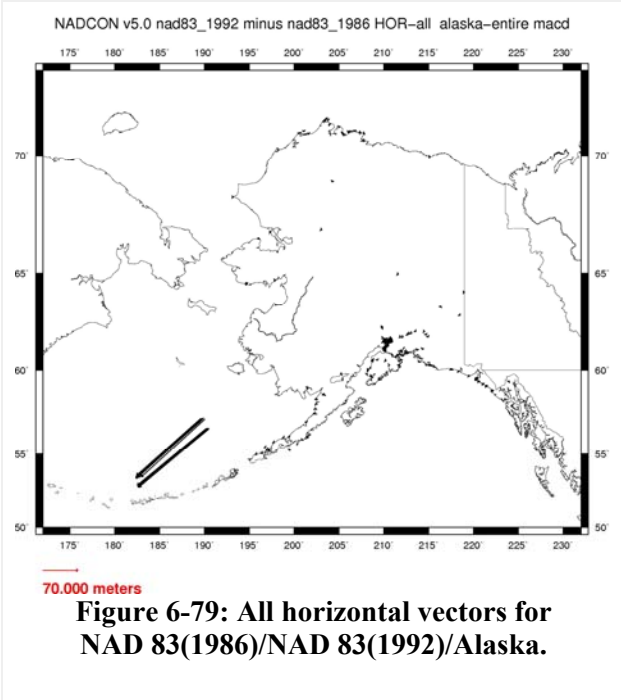 NADCON v5.0 nad83_1992 minus nad83_1986 HOR−all alaska−entire macd
175˚ 180˚ 185˚ 190˚ 195˚ 200˚ 205˚ 210˚ 215˚ 220˚ 225˚ 230˚
70˚ 70˚
65˚ 65˚
60˚ 60˚
55˚ 55˚
50˚ 50˚
175˚ 180˚ 185˚ 190˚ 195˚ 200˚ 205˚ 210˚ 215˚ 220˚ 225˚ 230˚
70.000 meters
Figure 6-79: All horizontal vectors for
NAD 83(1986)/NAD 83(1992)/Alaska.